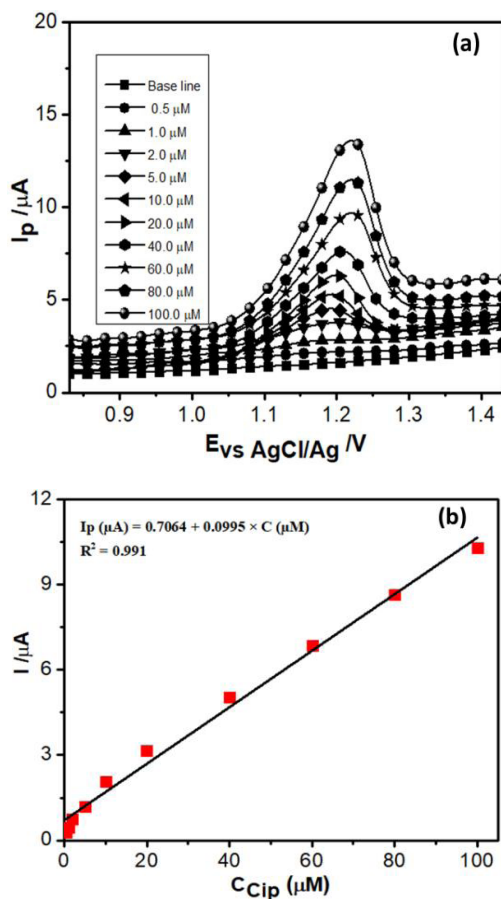 (a)
20
15
10
5
0
Ip /µA
Base line
0.5 µM
1.0 µM
2.0 µM
5.0 µM
10.0 µM
20.0 µM
40.0 µM
60.0 µM
80.0 µM
100.0 µM
0.9 1.0 1.1 1.2 1.3 1.4
E vs AgCl/Ag /V
(b)
Ip (µA) = 0.7064 + 0.0995 × C (µM)
R² = 0.991
12
9
6
3
0
I /µA
0 20 40 60 80 100
C Cip (µM)